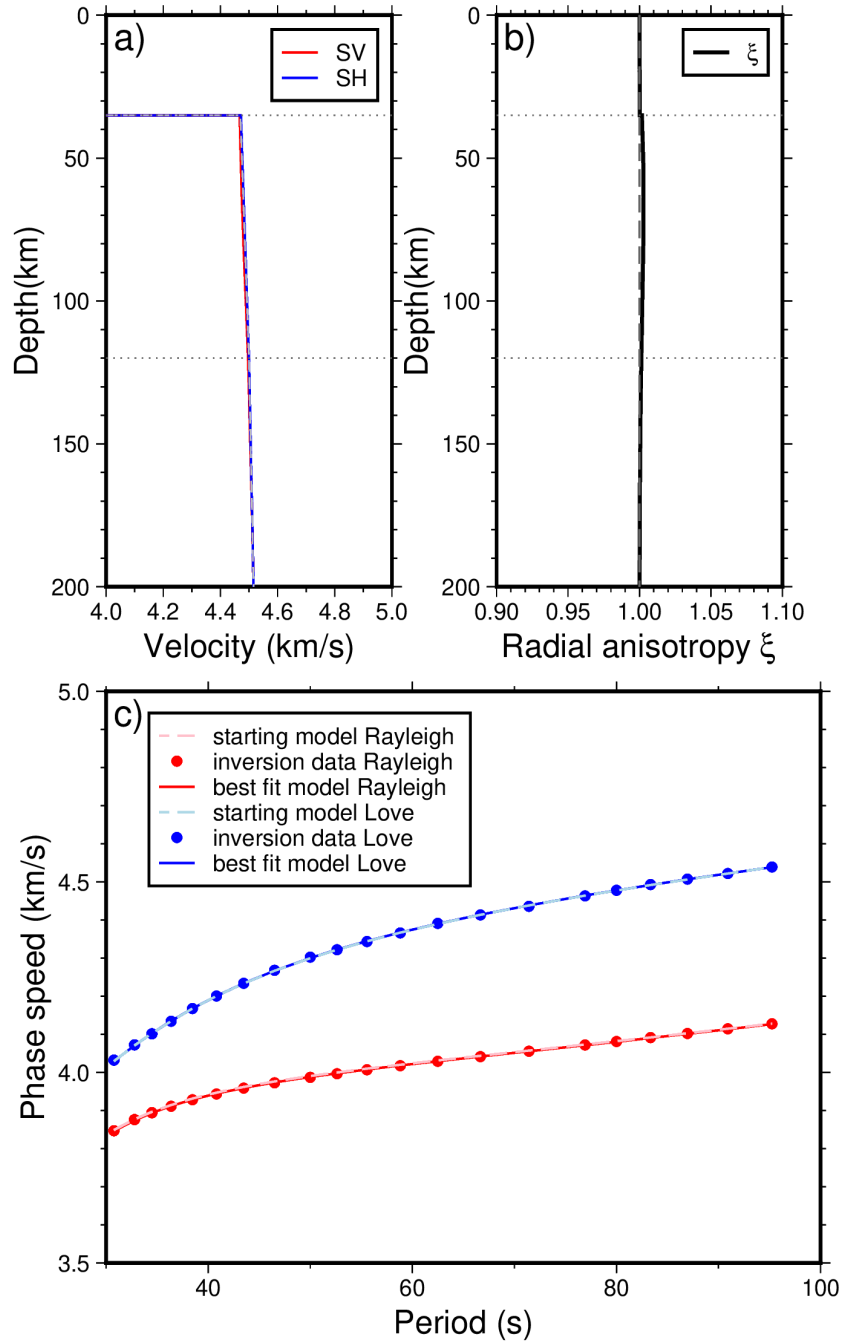 a)
SV
SH
0
50
100
150
200
Depth(km)
4.0 4.2 4.4 4.6 4.8 5.0
Velocity (km/s)
b)
ξ
0
50
100
150
200
Depth(km)
0.90 0.95 1.00 1.05 1.10
Radial anisotropy ξ
c)
starting model Rayleigh
inversion data Rayleigh
best fit model Rayleigh
starting model Love
inversion data Love
best fit model Love
5.0
4.5
4.0
3.5
Phase speed (km/s)
40 60 80 100
Period (s)